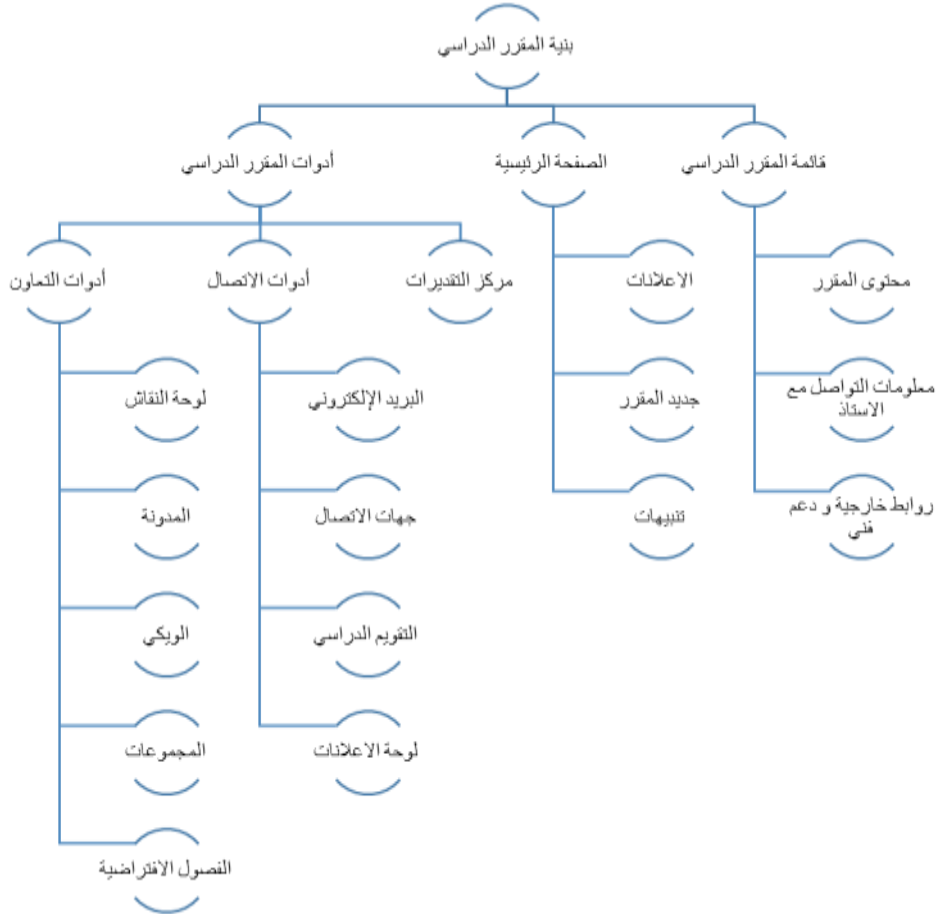 بنية المقرر الدراسي
قائمة المقرر الدراسي
الصفحة الرئيسية
أدوات المقرر الدراسي
محتوى المقرر
الاعلانات
مركز التقديرات
أدوات الاتصال
أدوات التعاون
معلومات التواصل مع
الاستاذ
جديد المقرر
البريد الإلكتروني
لوحة النقاش
روابط خارجية و دعم
فني
تنبيهات
جهات الاتصال
المدونة
التقويم الدراسي
الويكي
لوحة الاعلانات
المجموعات
الفصول الافتراضية